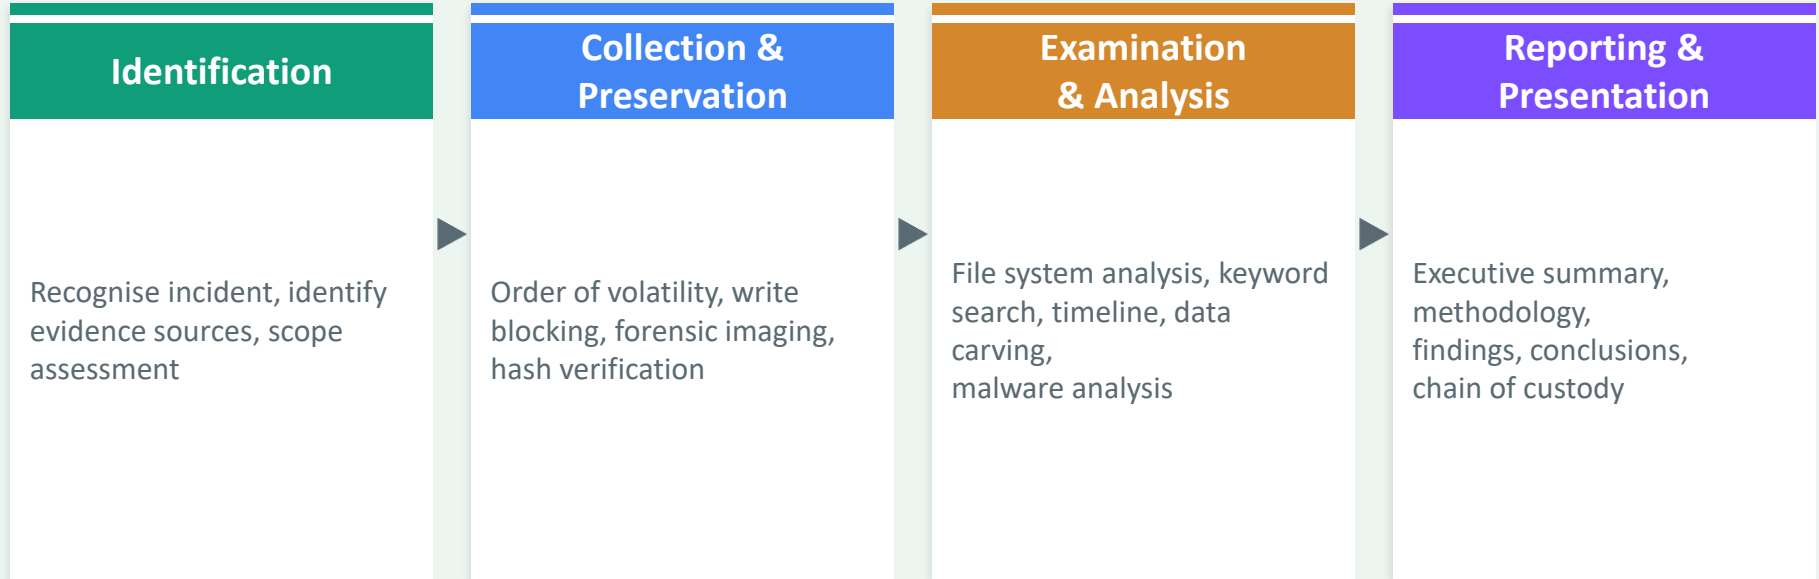 Identification
Recognise incident, identify
evidence sources, scope
assessment
Collection &
Preservation
Order of volatility, write
blocking, forensic imaging,
hash verification
Examination
& Analysis
File system analysis, keyword
search, timeline, data
carving,
malware analysis
Reporting &
Presentation
Executive summary,
methodology,
findings, conclusions,
chain of custody